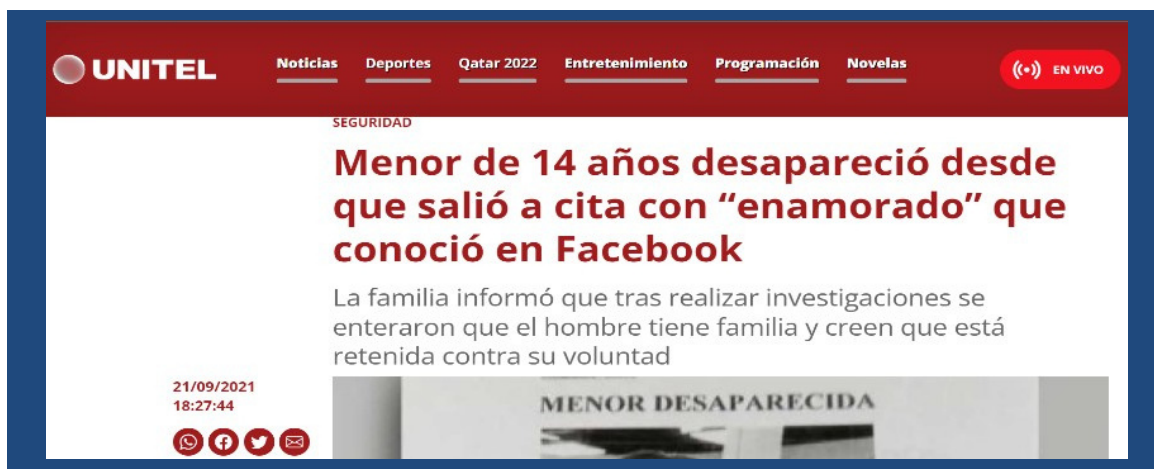 UNITEL
Noticias Deportes Qatar 2022 Entretenimiento Programación Novelas
EN VIVO
SEGURIDAD
Menor de 14 años desapareció desde
que salió a cita con “enamorado” que
conoció en Facebook
La familia informó que tras realizar investigaciones se
enteraron que el hombre tiene familia y creen que está
retenida contra su voluntad
21/09/2021
18:27:44
MENOR DESAPARECIDA